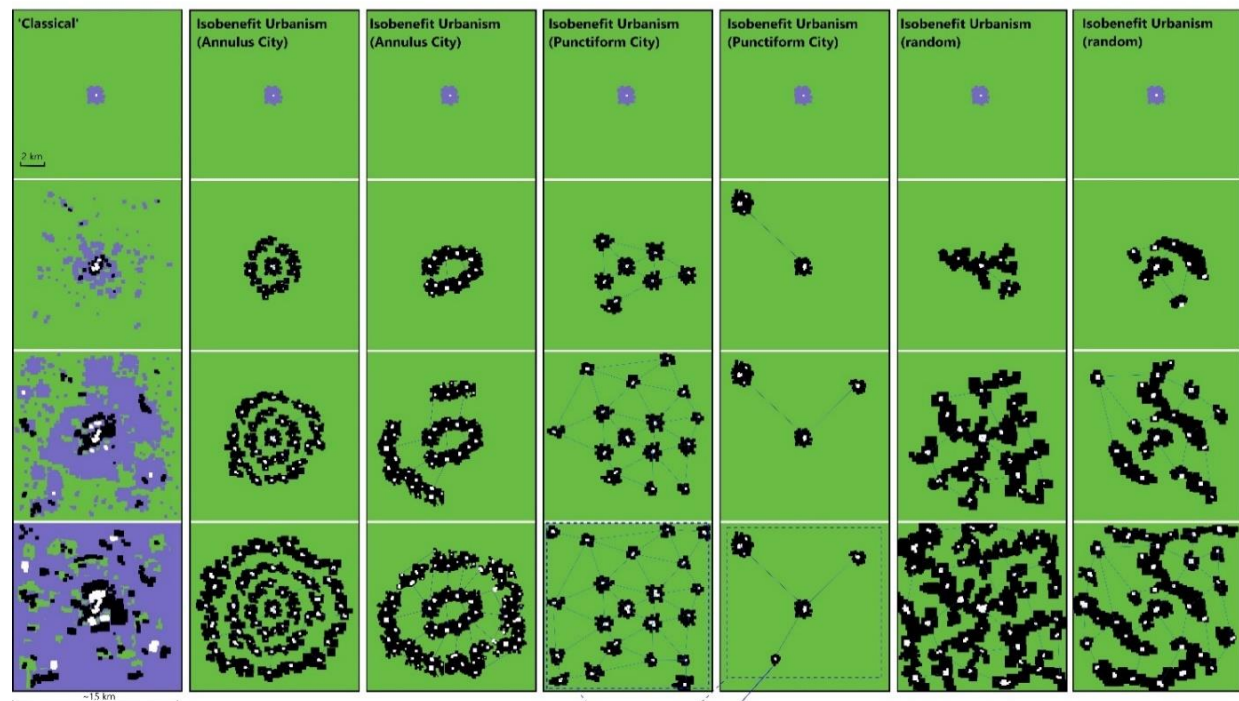 'Classical'
Isobenefit Urbanism
(Annulus City)
Isobenefit Urbanism
(Annulus City)
Isobenefit Urbanism
(Punctiform City)
Isobenefit Urbanism
(Punctiform City)
Isobenefit Urbanism
(random)
Isobenefit Urbanism
(random)
2 km
~15 km